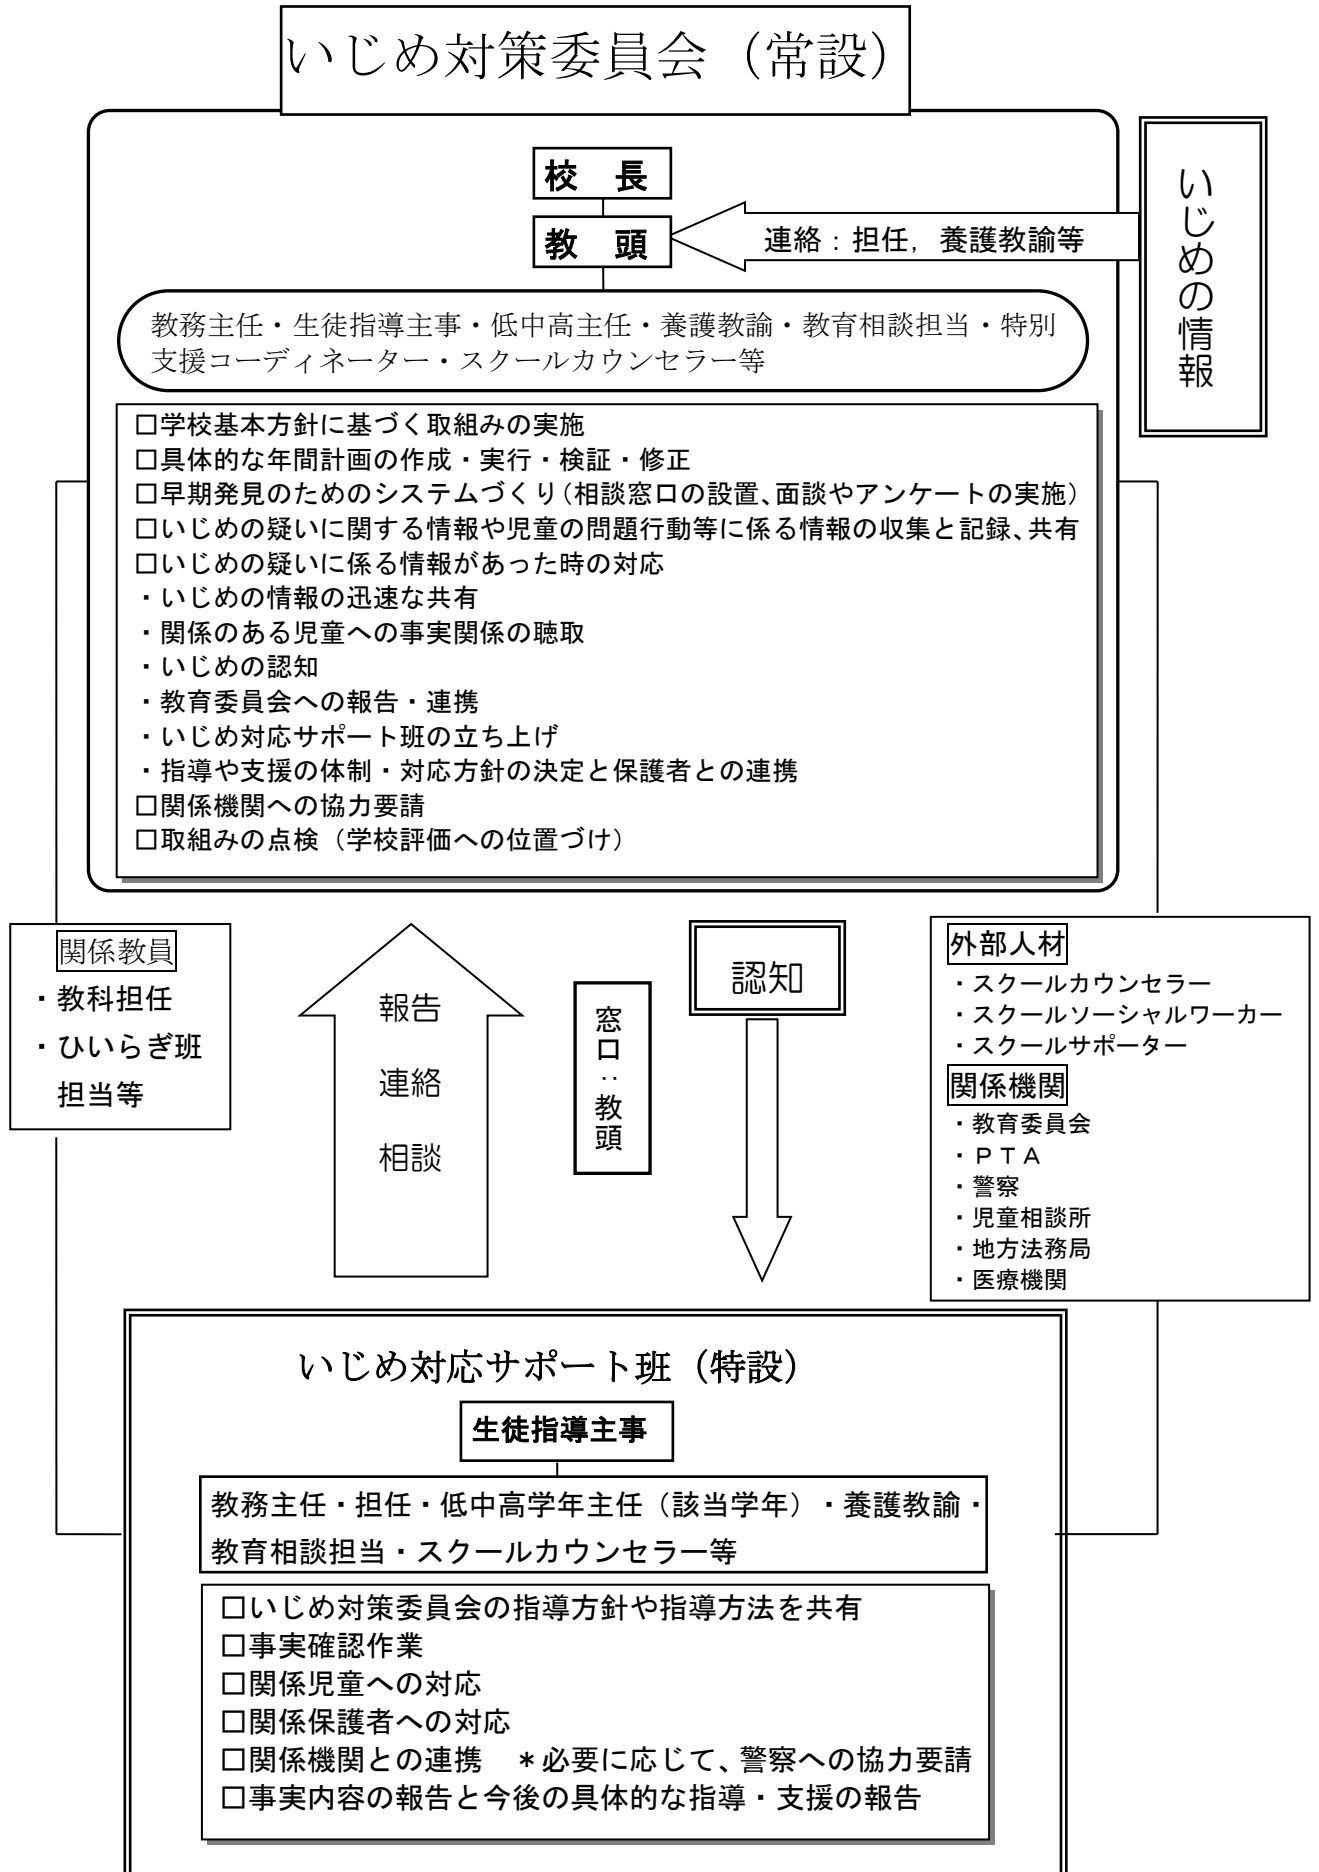 いじめ対策委員会（常設）
校　長
教　頭
連絡：担任，養護教諭等
いじめの情報
教務主任・生徒指導主事・低中高主任・養護教諭・教育相談担当・特別
支援コーディネーター・スクールカウンセラー等
□学校基本方針に基づく取組みの実施
□具体的な年間計画の作成・実行・検証・修正
□早期発見のためのシステムづくり（相談窓口の設置、面談やアンケートの実施）
□いじめの疑いに関する情報や児童の問題行動等に係る情報の収集と記録、共有
□いじめの疑いに係る情報があった時の対応
・いじめの情報の迅速な共有
・関係のある児童への事実関係の聴取
・いじめの認知
・教育委員会への報告・連携
・いじめ対応サポート班の立ち上げ
・指導や支援の体制・対応方針の決定と保護者との連携
□関係機関への協力要請
□取組みの点検（学校評価への位置づけ）
関係教員
・教科担任
・ひいらぎ班
担当等
報告
連絡
相談
窓口：教頭
認知
外部人材
・スクールカウンセラー
・スクールソーシャルワーカー
・スクールサポーター
関係機関
・教育委員会
・ＰＴＡ
・警察
・児童相談所
・地方法務局
・医療機関
いじめ対応サポート班（特設）
生徒指導主事
教務主任・担任・低中高学年主任（該当学年）・養護教諭・
教育相談担当・スクールカウンセラー等
□いじめ対策委員会の指導方針や指導方法を共有
□事実確認作業
□関係児童への対応
□関係保護者への対応
□関係機関との連携　＊必要に応じて、警察への協力要請
□事実内容の報告と今後の具体的な指導・支援の報告